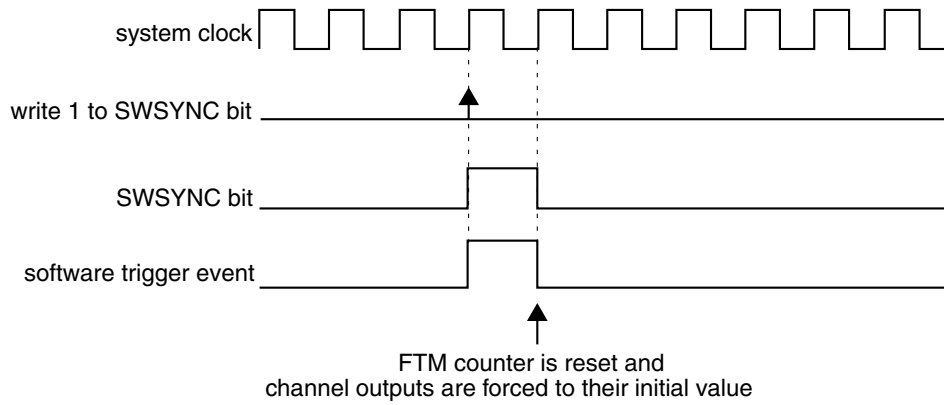 system clock
write 1 to SWSYNC bit
SWSYNC bit
software trigger event
FTM counter is reset and
channel outputs are forced to their initial value